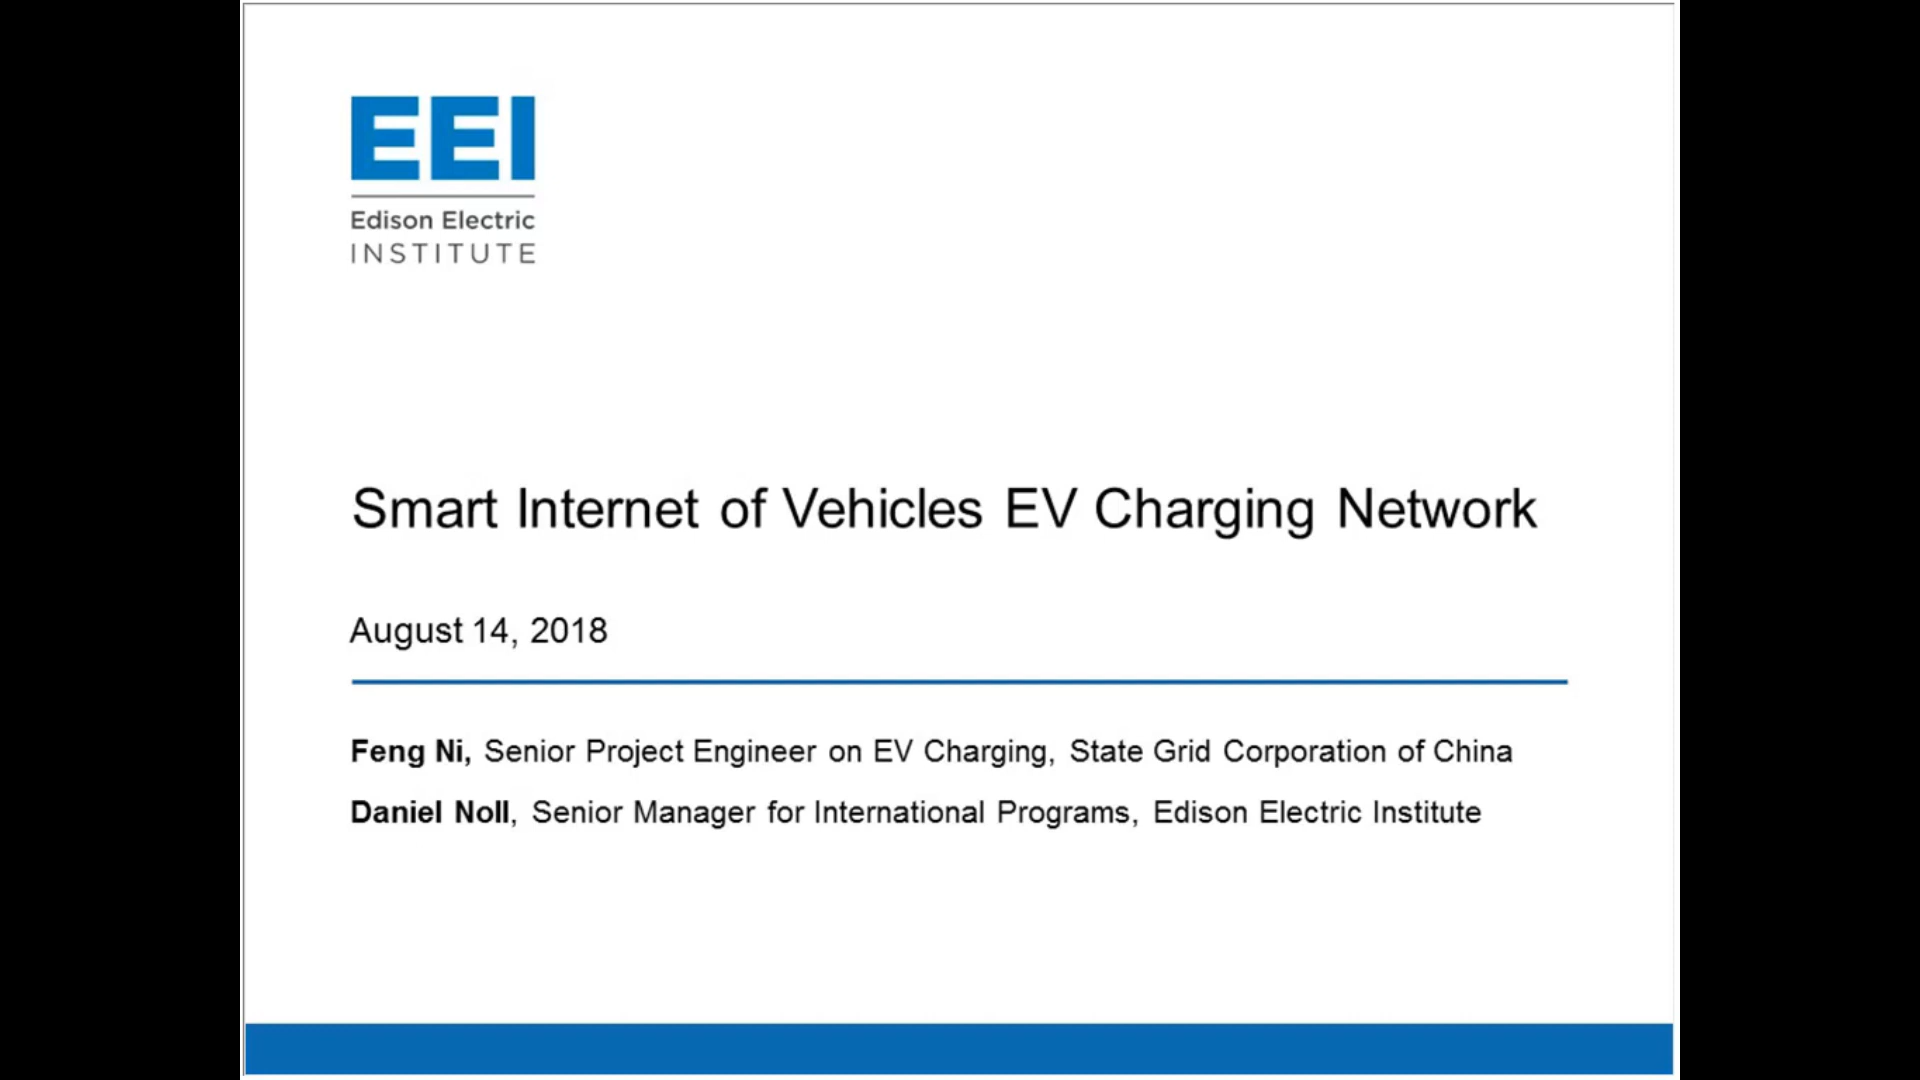 EEI
Edison Electric
INSTITUTE
Smart Internet of Vehicles EV Charging Network
August 14, 2018
Feng Ni, Senior Project Engineer on EV Charging, State Grid Corporation of China
Daniel Noll, Senior Manager for International Programs, Edison Electric Institute